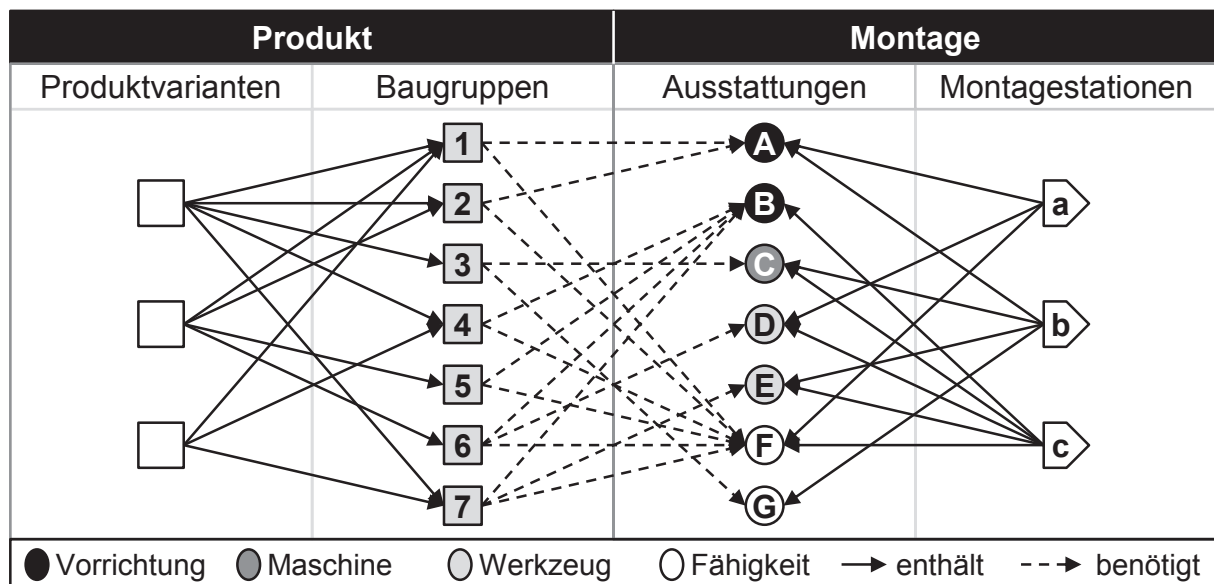 Produkt Montage
Produktvarianten Baugruppen Ausstattungen Montagestationen
1 A
2 B a
3 C
4 D b
5 E
6 F c
7 G
Vorrichtung Maschine Werkzeug Fähigkeit enthält benötigt